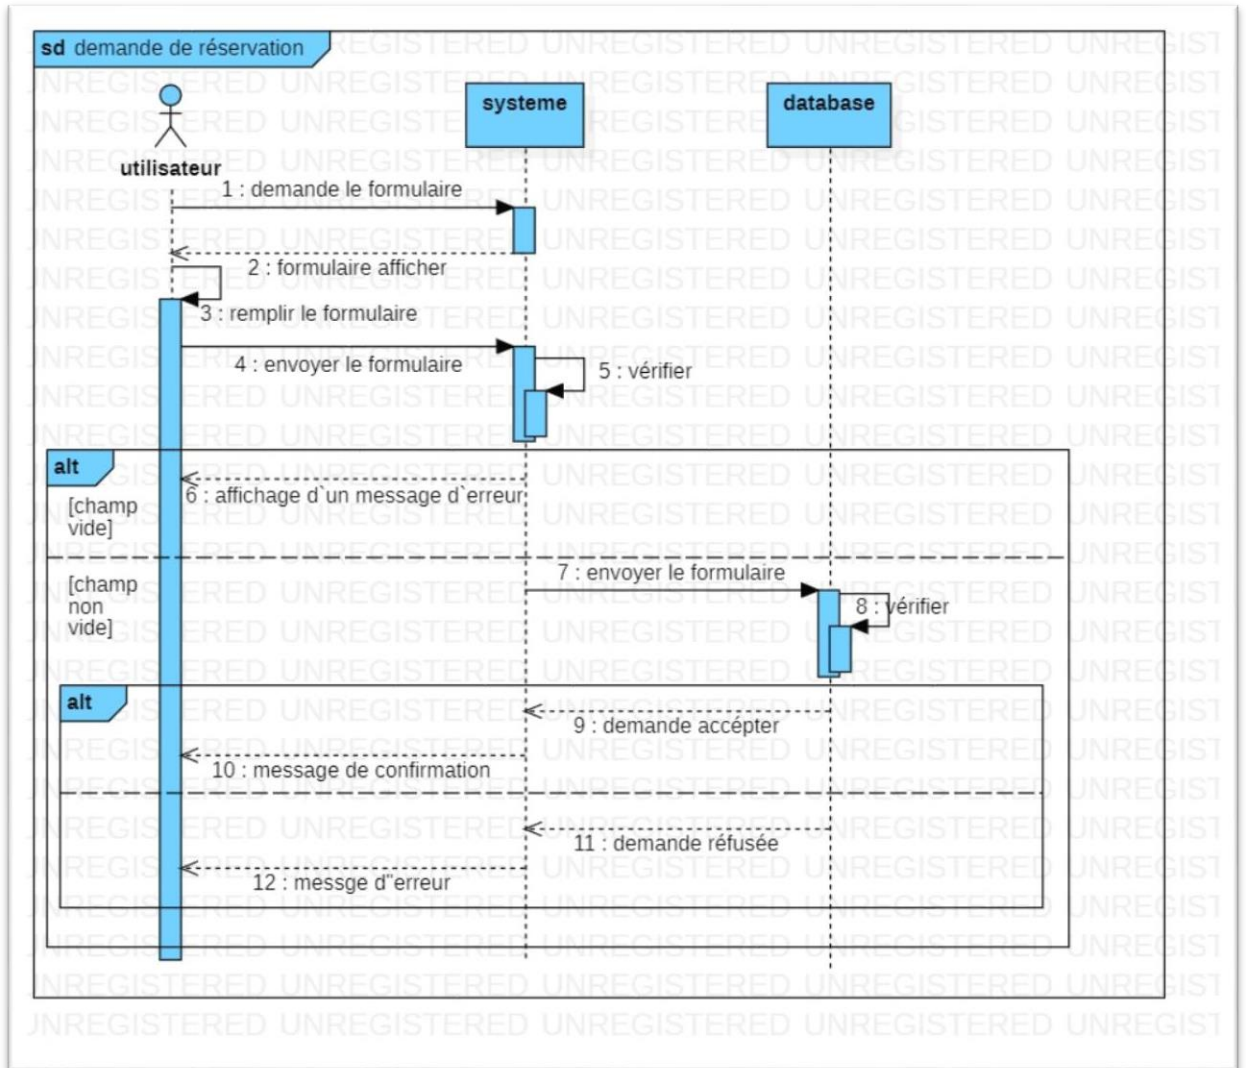 sd demande de réservation
utilisateur
systeme
database
1 : demande le formulaire
2 : formulaire afficher
3 : remplir le formulaire
4 : envoyer le formulaire
5 : vérifier
alt
6 : affichage d`un message d`erreur
[champ
vide]
7 : envoyer le formulaire
[champ
non
vide]
8 : vérifier
alt
9 : demande accépter
10 : message de confirmation
11 : demande réfusée
12 : messge d"erreur
UNREGISTERED